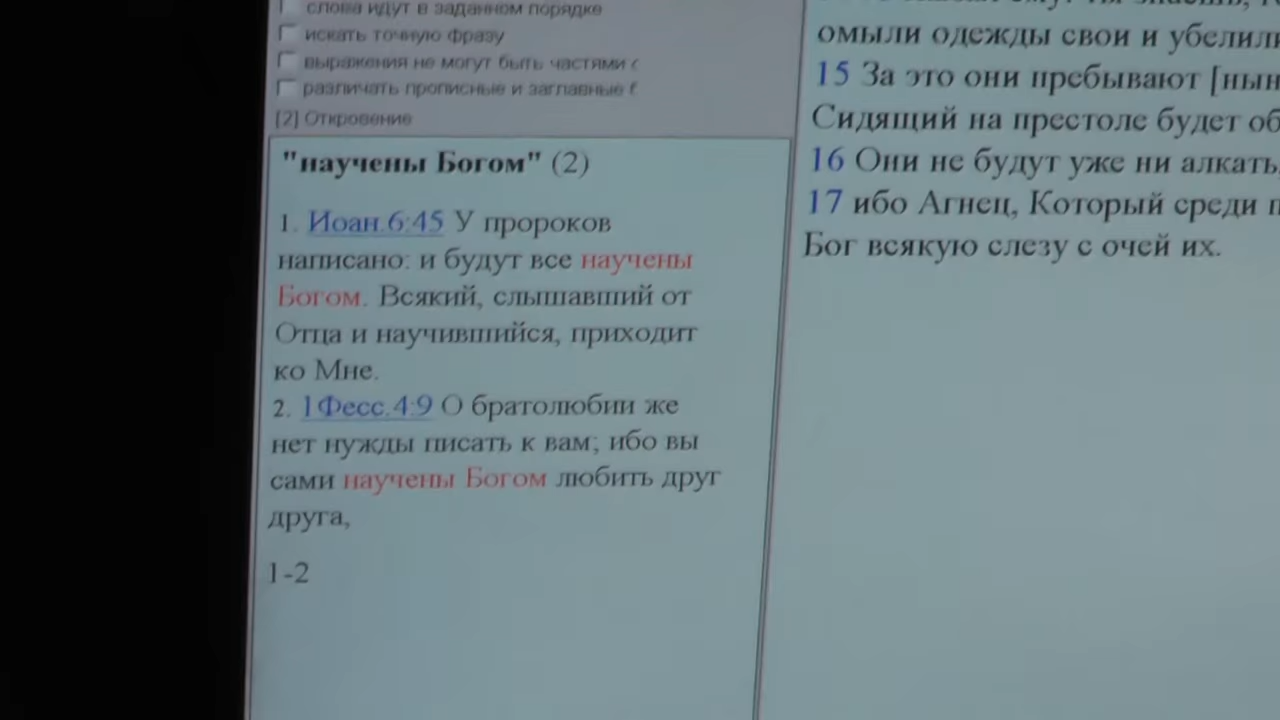 слова идут в заданном порядке
искать точную фразу
выражения не могут быть частями с
различать прописные и заглавные б
[2] Откровение
"научены Богом" (2)
1. Иоан.6:45 У пророков
написано: и будут все научены
Богом. Всякий, слышавший от
Отца и научившийся, приходит
ко Мне.
2. 1Фесс.4:9 О братолюбии же
нет нужды писать к вам; ибо вы
сами научены Богом любить друг
друга,
1-2
омыли одежды свои и убелили
15 За это они пребывают [нын
Сидящий на престоле будет об
16 Они не будут уже ни алкать,
17 ибо Агнец, Который среди п
Бог всякую слезу с очей их.